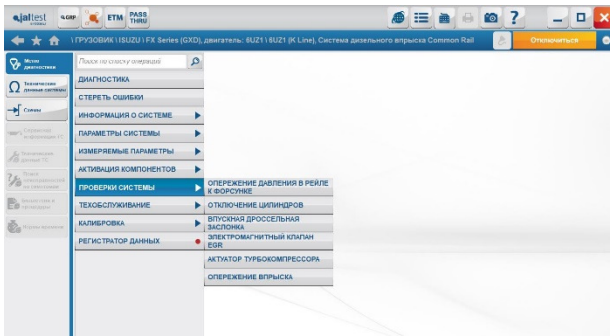 jaltest
GRP
ETM
PASS
THRU
?
\ ГРУЗОВИК \ ISUZU \ FX Series (GXD), двигатель: 6UZ1 \ 6UZ1 [K Line), Система дизельного впрыска Common Rail
Отключиться
Меню
диагностики
Поиск по списку операций
ДИАГНОСТИКА
Технические
данные системы
СТЕРЕТЬ ОШИБКИ
Схемы
ИНФОРМАЦИЯ О СИСТЕМЕ
ПАРАМЕТРЫ СИСТЕМЫ
ИЗМЕРЯЕМЫЕ ПАРАМЕТРЫ
АКТИВАЦИЯ КОМПОНЕНТОВ
ПРОВЕРКИ СИСТЕМЫ
ОПЕРЕЖЕНИЕ ДАВЛЕНИЯ В РЕЙЛЕ
К ФОРСУНКЕ
ТЕХОБСЛУЖИВАНИЕ
ОТКЛЮЧЕНИЕ ЦИЛИНДРОВ
КАЛИБРОВКА
ВПУСКНАЯ ДРОССЕЛЬНАЯ
ЗАСЛОНКА
РЕГИСТРАТОР ДАННЫХ
ЭЛЕКТРОМАГНИТНЫЙ КЛАПАН
EGR
АКТУАТОР ТУРБОКОМПРЕССОРА
ОПЕРЕЖЕНИЕ ВПРЫСКА